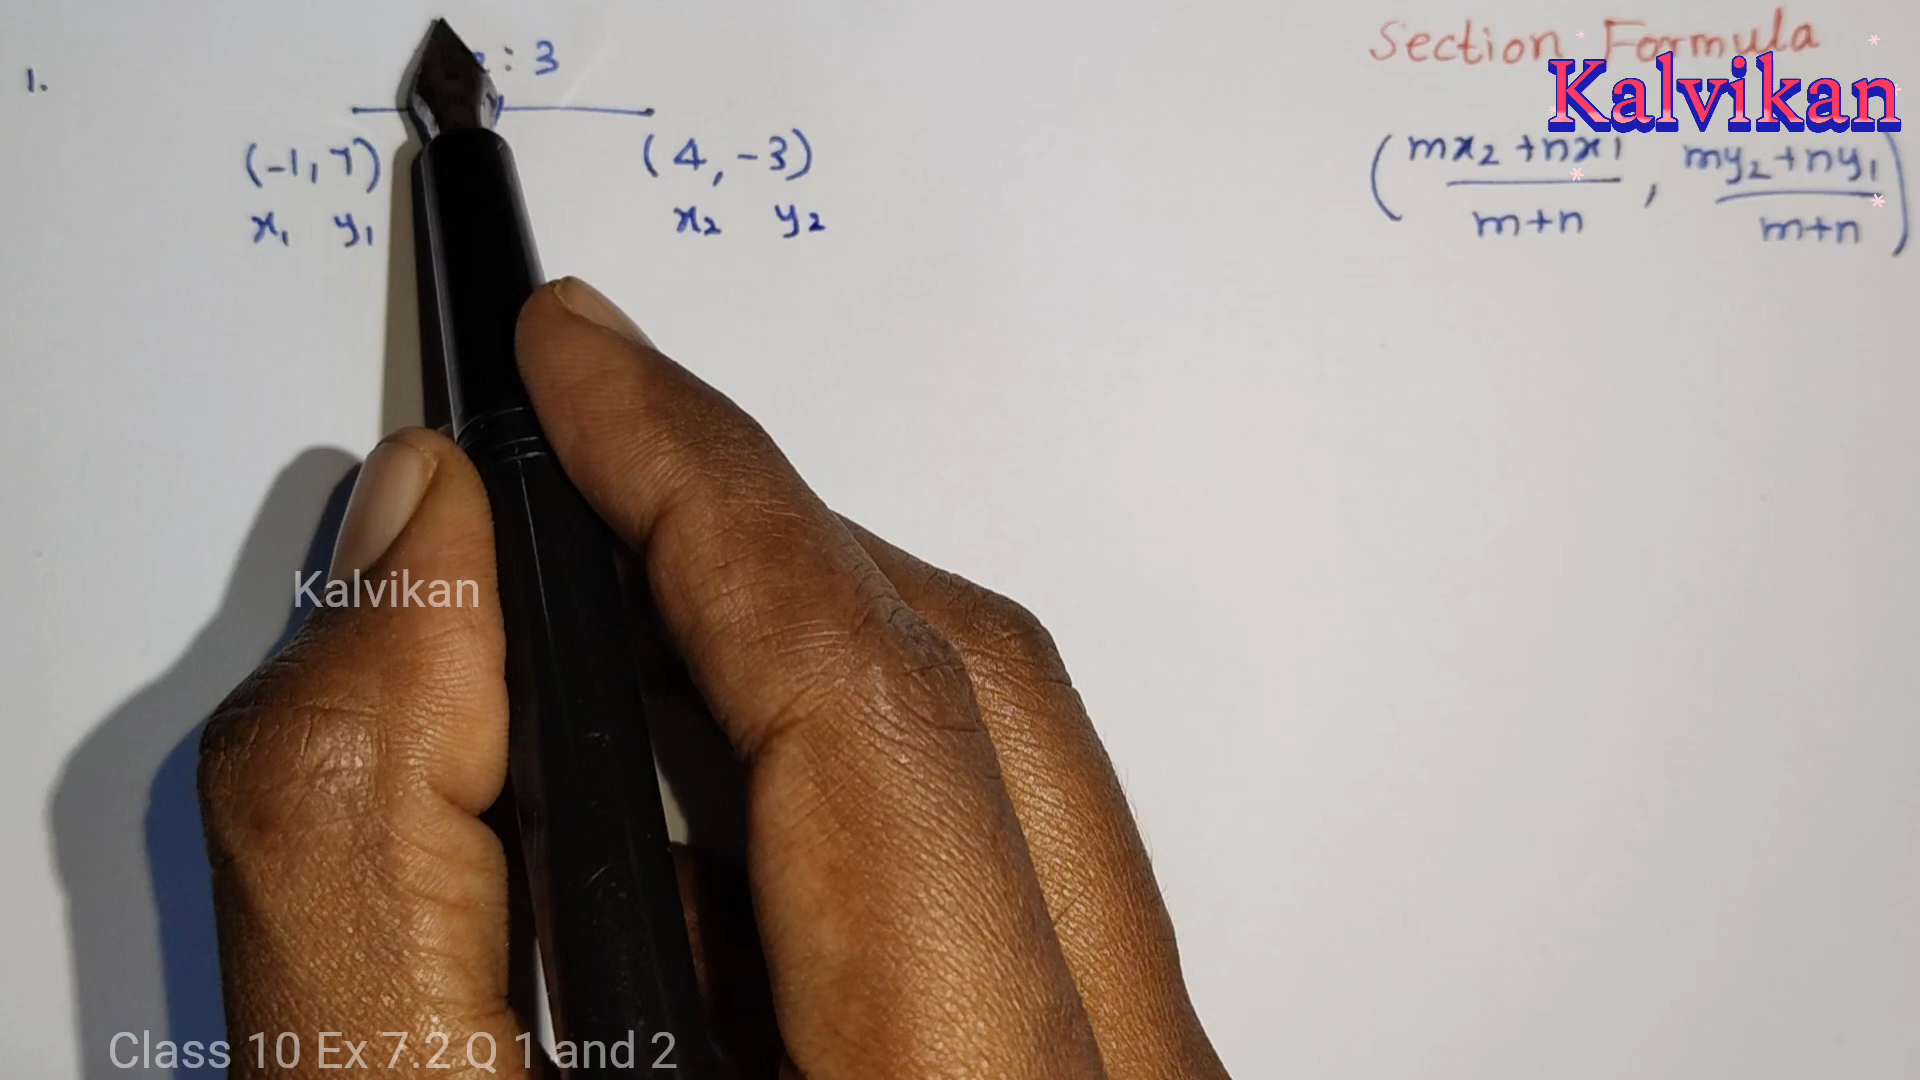 Section Formula
Kalvikan
1.
: 3
(-1, 7)
(4, -3)
x₁ y₁
x₂ y₂
(mx₂+nx₁/m+n, my₂+ny₁/m+n)
Kalvikan
Class 10 Ex 7.2 Q 1 and 2